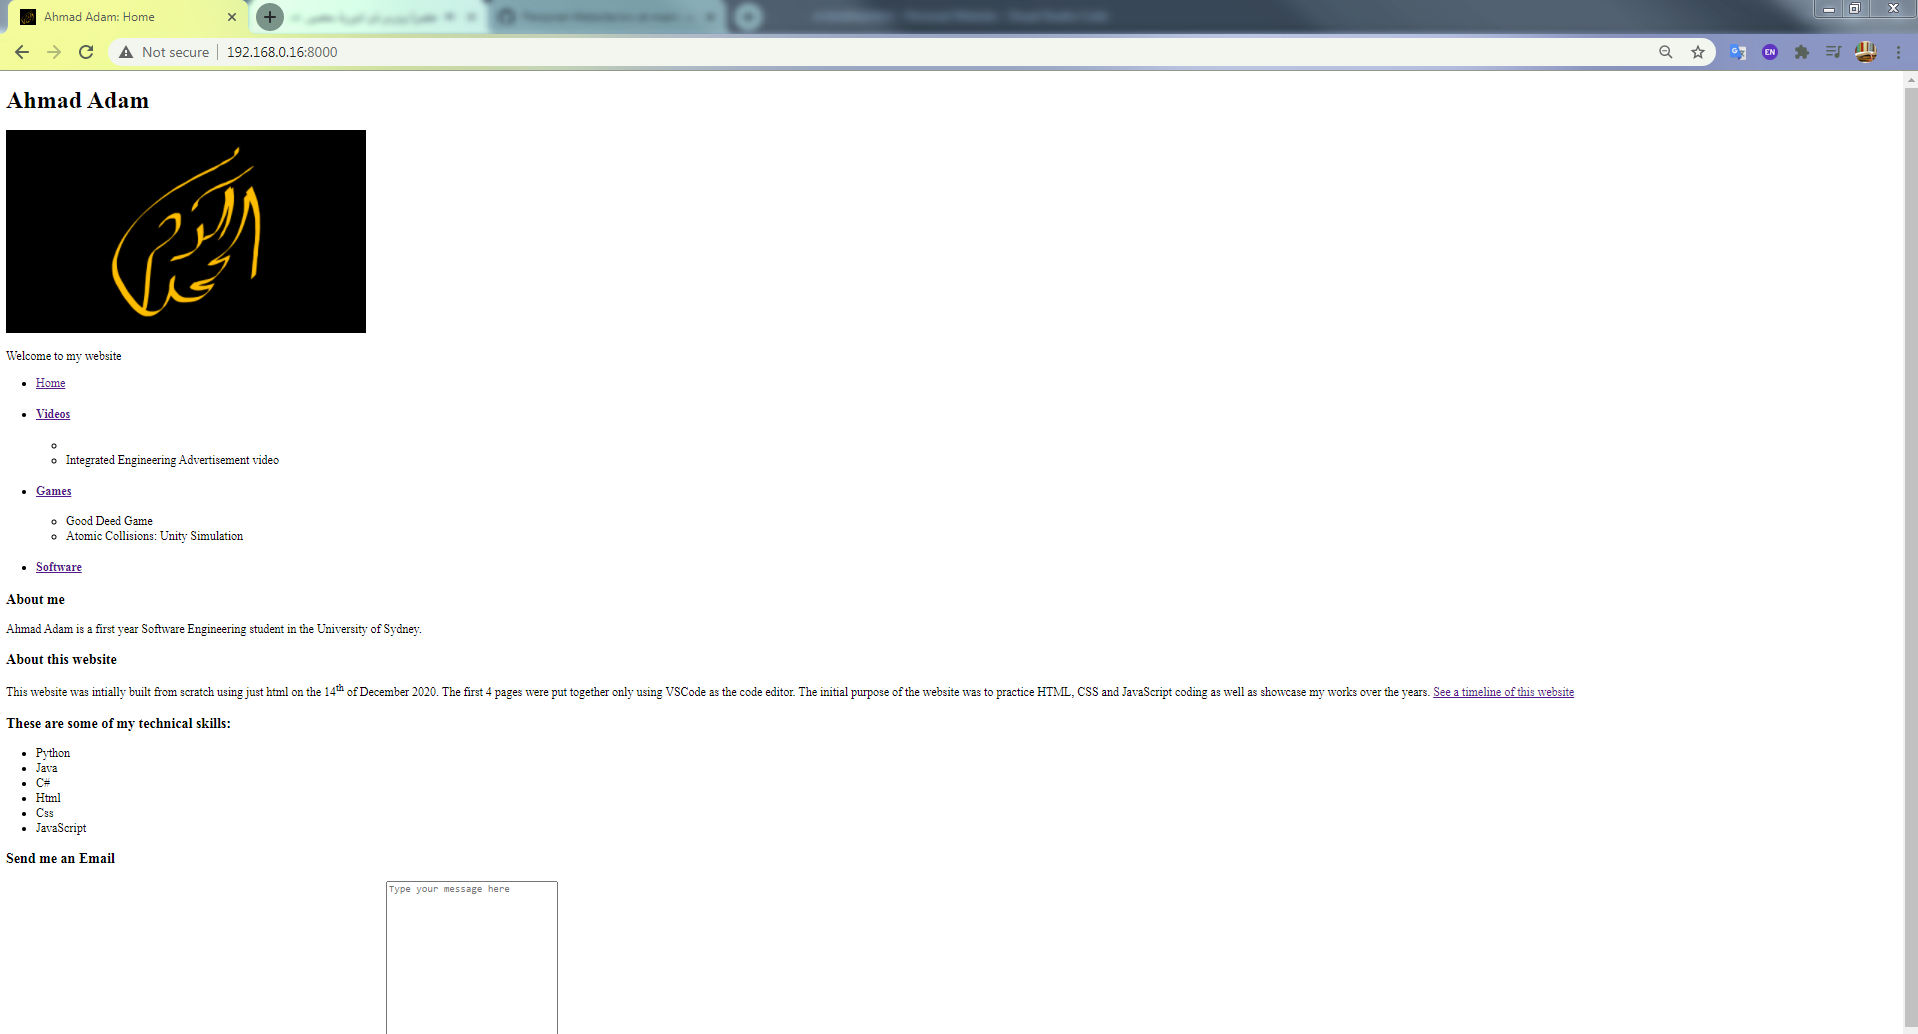 Ahmad Adam: Home
Not secure
192.168.0.16:8000
EN
Ahmad Adam
Welcome to my website
Home
Videos
Integrated Engineering Advertisement video
Games
Good Deed Game
Atomic Collisions: Unity Simulation
Software
About me
Ahmad Adam is a first year Software Engineering student in the University of Sydney.
About this website
This website was intially built from scratch using just html on the 14th of December 2020. The first 4 pages were put together only using VSCode as the code editor. The initial purpose of the website was to practice HTML, CSS and JavaScript coding as well as showcase my works over the years. See a timeline of this website
These are some of my technical skills:
Python
Java
C#
Html
Css
JavaScript
Send me an Email
Type your message here